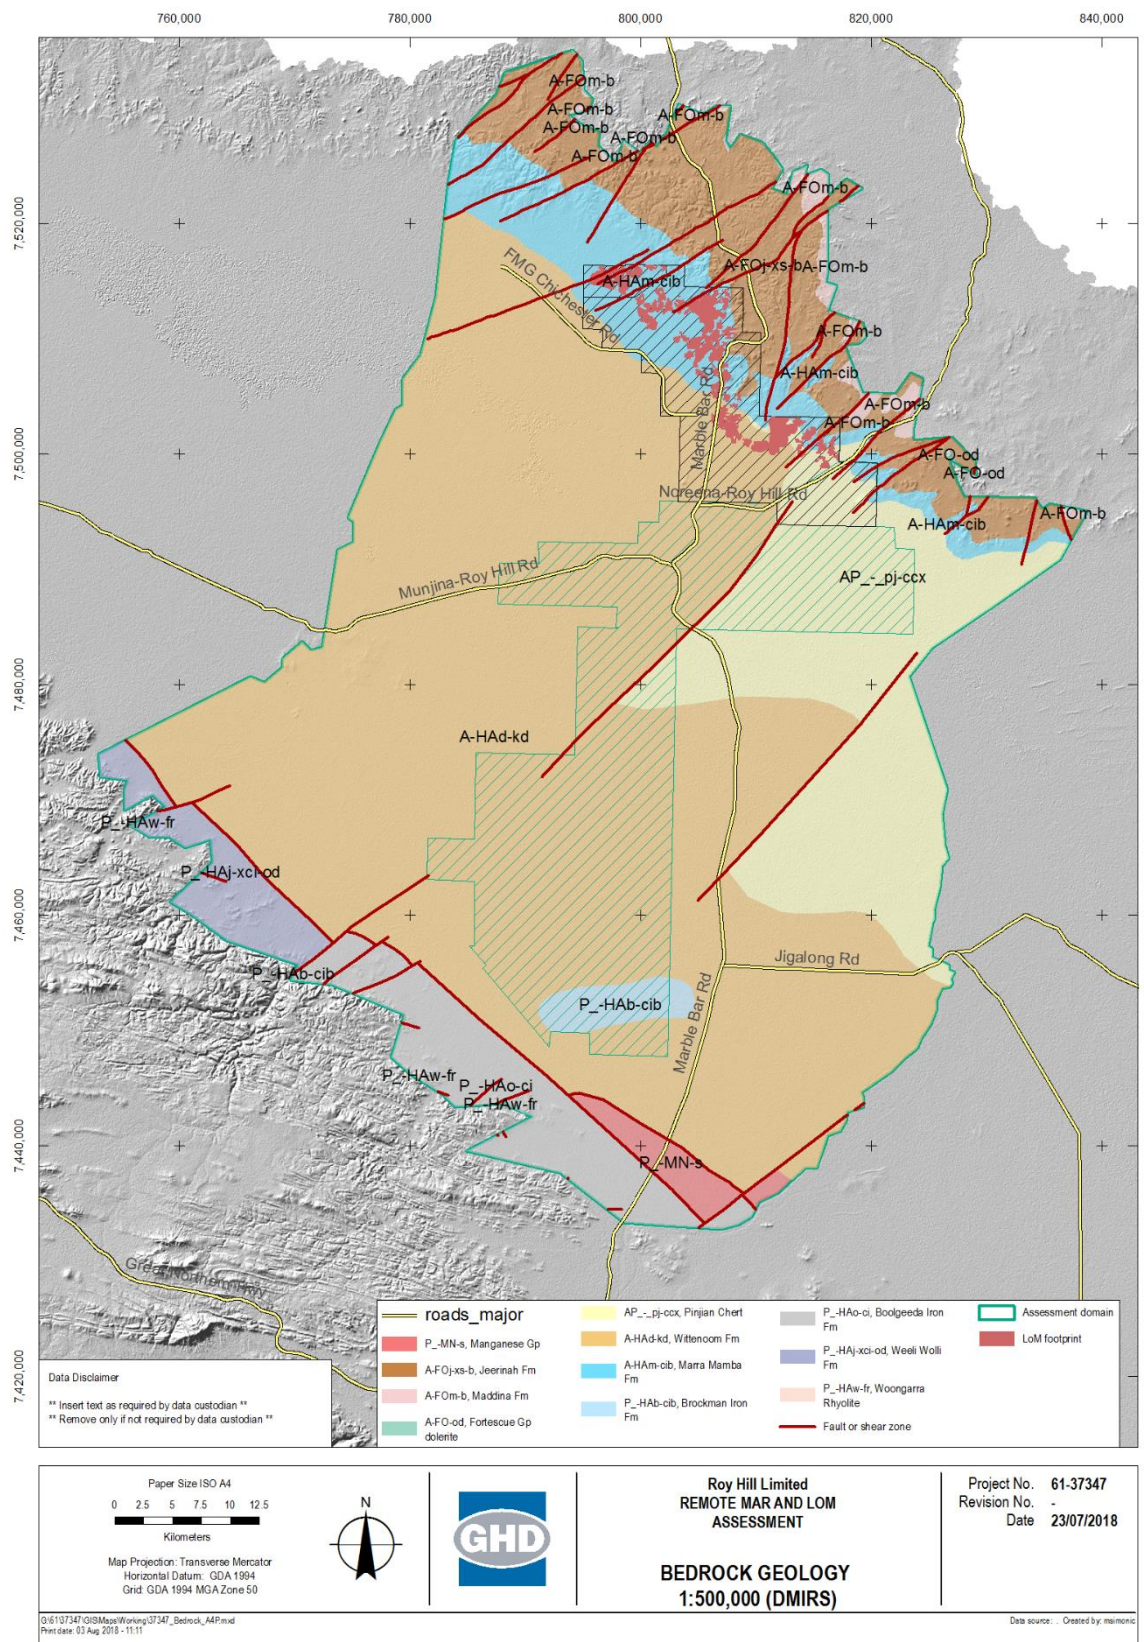 760,000
780,000
800,000
820,000
840,000
7,520,000
7,500,000
7,480,000
7,460,000
7,440,000
7,420,000
A-FOm-b
A-FOm-b
A-FOm-b
A-FOm-b
A-FOm-b
A-FOm-b
A-FOm-b
A-FOj-xs-b
A-FOm-b
A-HAm-cib
FMG Chichester Rd
A-FOm-b
A-HAm-cib
Marble Bar Rd
A-FOm-b
A-FOm-b
A-FO-od
A-FO-od
Noreena-Roy Hill Rd
A-HAm-cib
A-FOm-b
Munjina-Roy Hill Rd
AP_-_pj-ccx
A-HAd-kd
P_-HAw-fr
P_-HAj-xci-od
P_-HAb-cib
Jigalong Rd
P_-HAb-cib
Marble Bar Rd
P_-HAw-fr
P_-HAo-ci
P_-HAw-fr
P_-MN-s
Great Northern Hwy
roads_major
P_-MN-s, Manganese Gp
A-FOj-xs-b, Jeerinah Fm
A-FOm-b, Maddina Fm
A-FO-od, Fortescue Gp
dolerite
AP_-_pj-ccx, Pinjian Chert
A-HAd-kd, Wittenoom Fm
A-HAm-cib, Marra Mamba
Fm
P_-HAb-cib, Brockman Iron
Fm
P_-HAo-ci, Boolgeeda Iron
Fm
P_-HAj-xci-od, Weeli Wolli
Fm
P_-HAw-fr, Woongarra
Rhyolite
Fault or shear zone
Assessment domain
LoM footprint
Data Disclaimer
** Insert text as required by data custodian **
** Remove only if not required by data custodian **
Paper Size ISO A4
0 2.5 5 7.5 10 12.5
Kilometers
Map Projection: Transverse Mercator
Horizontal Datum: GDA 1994
Grid: GDA 1994 MGA Zone 50
N
GHD
Roy Hill Limited
REMOTE MAR AND LOM
ASSESSMENT
BEDROCK GEOLOGY
1:500,000 (DMIRS)
Project No. 61-37347
Revision No. -
Date 23/07/2018
G:\61\37347\GIS\Maps\Working\37347_Bedrock_A4P.mxd
Print date: 03 Aug 2018 - 11:11
Data source: .. Created by: msimonic